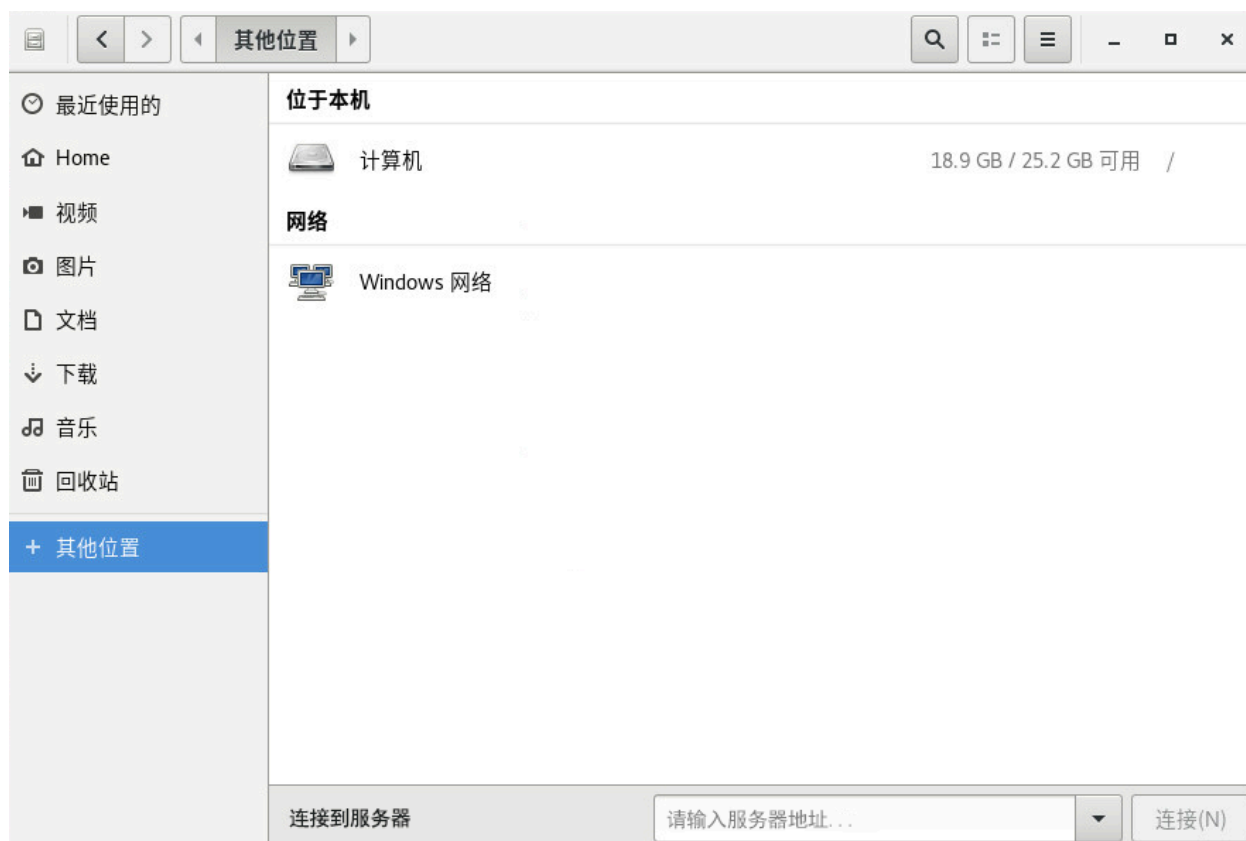 其他位置
最近使用的
Home
视频
图片
文档
下载
音乐
回收站
+ 其他位置
位于本机
计算机 18.9 GB / 25.2 GB 可用 /
网络
Windows 网络
连接到服务器 请输入服务器地址... 连接(N)